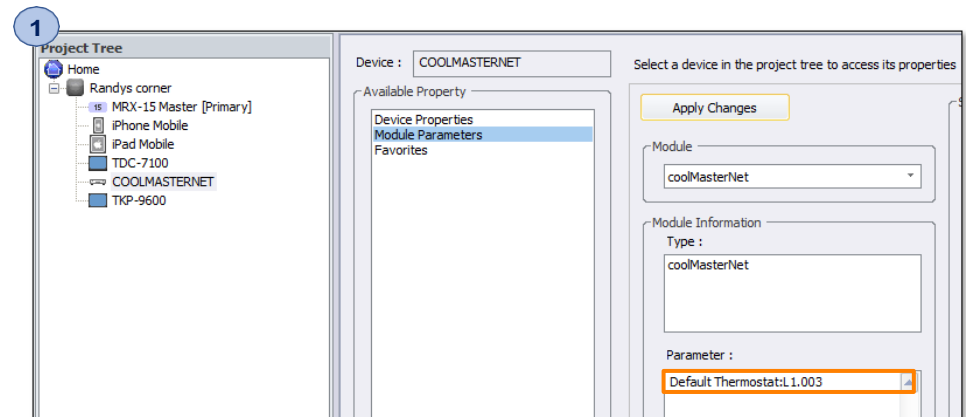 1
Project Tree
Home
Randys corner
15 MRX-15 Master [Primary]
iPhone Mobile
iPad Mobile
TDC-7100
COOLMASTERNET
TKP-9600
Device : COOLMASTERNET
Available Property
Device Properties
Module Parameters
Favorites
Select a device in the project tree to access its properties
Apply Changes
Module
coolMasterNet
Module Information
Type :
coolMasterNet
Parameter :
Default Thermostat:L1.003